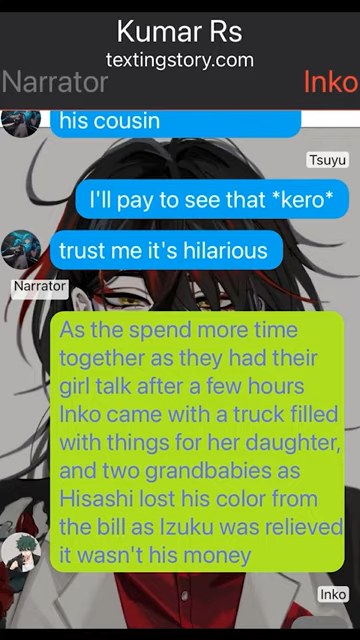 Kumar Rs
textingstory.com
Narrator
Inko
his cousin
Tsuyu
I'll pay to see that *kero*
trust me it's hilarious
Narrator
As the spend more time
together as they had their
girl talk after a few hours
Inko came with a truck filled
with things for her daughter,
and two grandbabies as
Hisashi lost his color from
the bill as Izuku was relieved
it wasn't his money
Inko